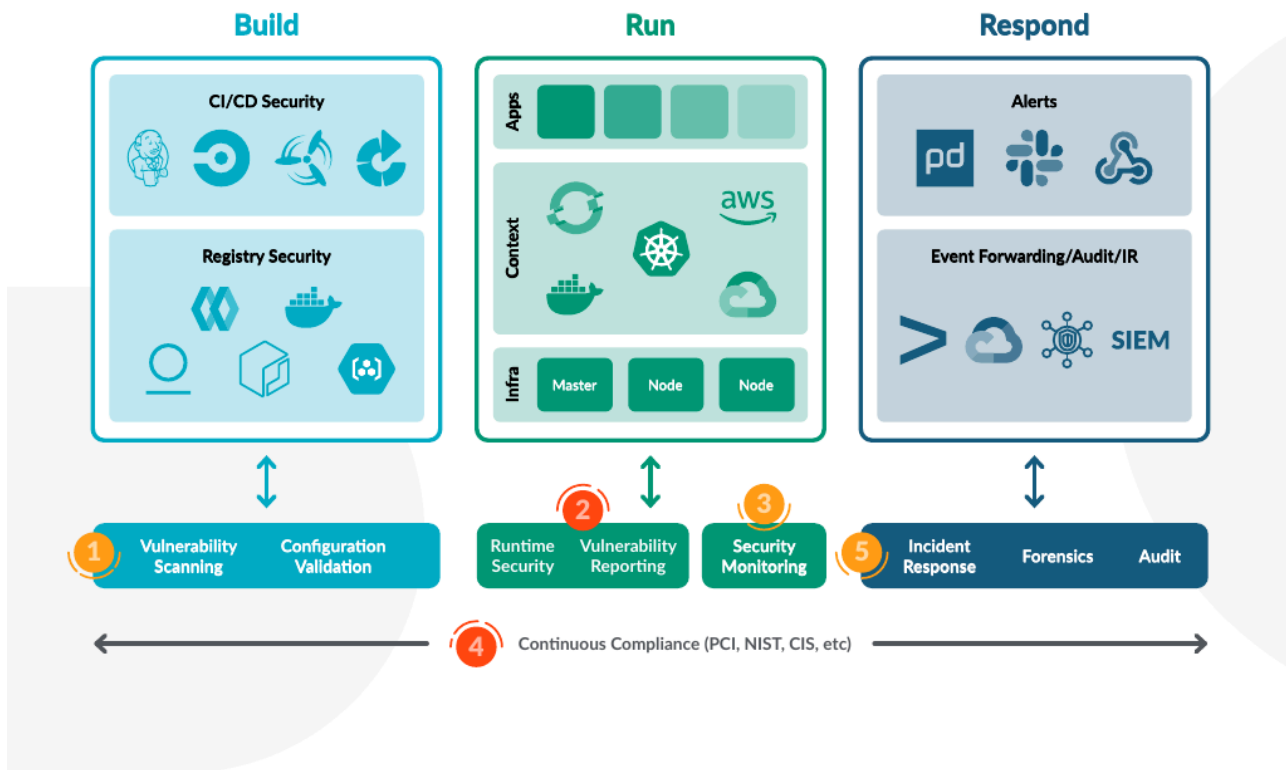 Build
Run
Respond
CI/CD Security
Registry Security
Apps
Context
aws
Infra
Master
Node
Node
Alerts
pd
Event Forwarding/Audit/IR
>
SIEM
1
Vulnerability
Scanning
Configuration
Validation
2
Runtime
Security
Vulnerability
Reporting
3
Security
Monitoring
5
Incident
Response
Forensics
Audit
4
Continuous Compliance (PCI, NIST, CIS, etc)